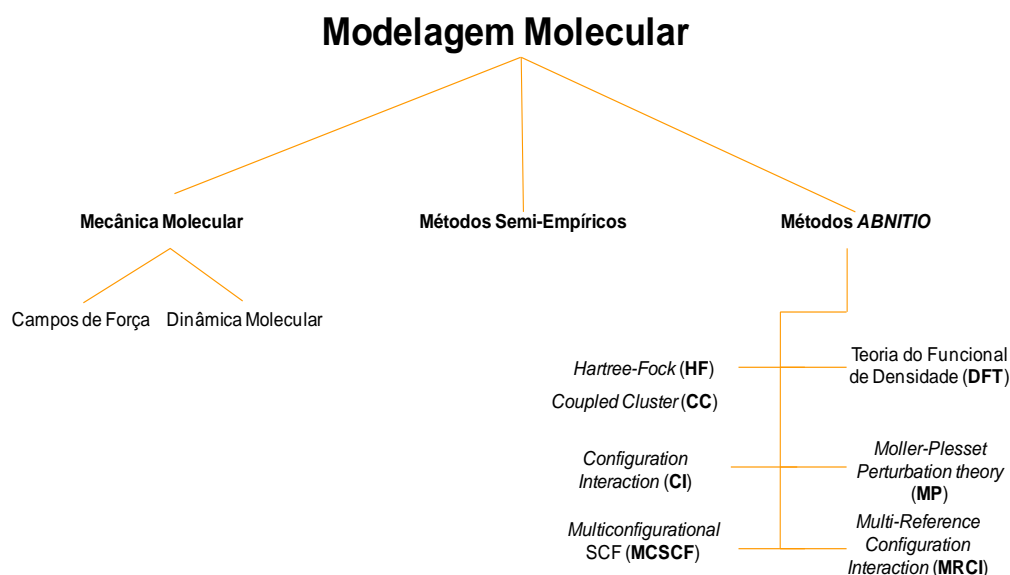 Modelagem Molecular
Mecânica Molecular
Métodos Semi-Empíricos
Métodos ABNITIO
Campos de Força
Dinâmica Molecular
Hartree-Fock (HF)
Coupled Cluster (CC)
Teoria do Funcional
de Densidade (DFT)
Configuration
Interaction (CI)
Moller-Plesset
Perturbation theory
(MP)
Multiconfigurational
SCF (MCSCF)
Multi-Reference
Configuration
Interaction (MRCI)